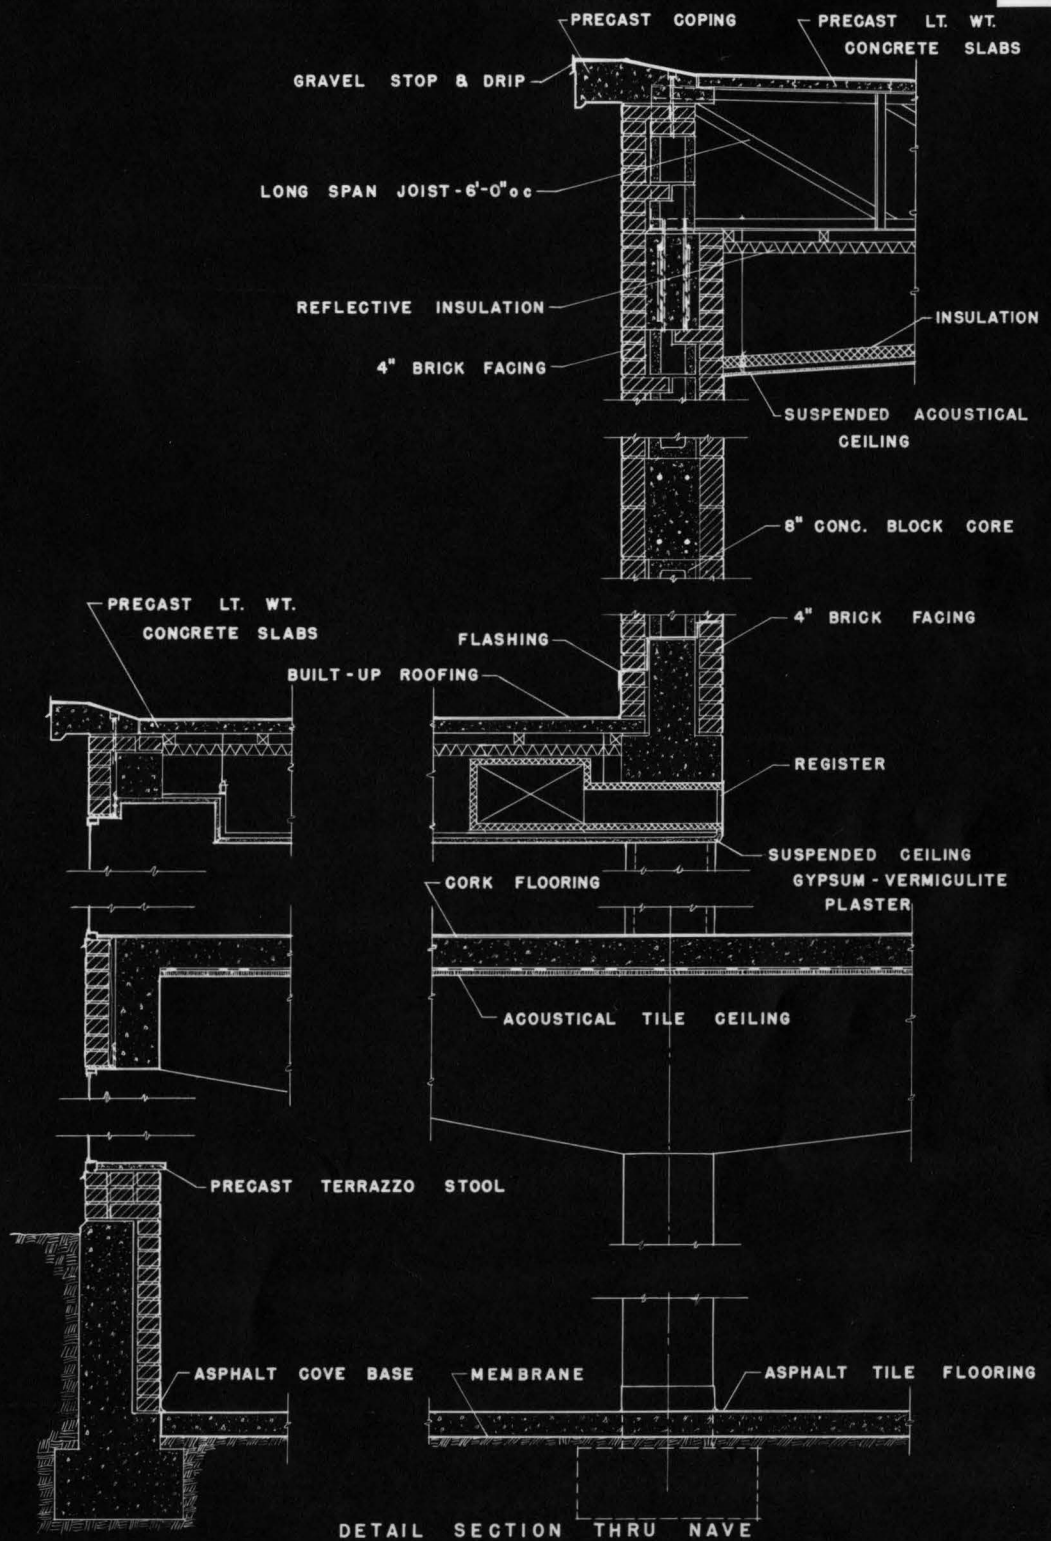 PRECAST COPING
PRECAST LT. WT.
CONCRETE SLABS
GRAVEL STOP & DRIP
LONG SPAN JOIST-6'-0" o c
REFLECTIVE INSULATION
INSULATION
4" BRICK FACING
SUSPENDED ACOUSTICAL
CEILING
8" CONC. BLOCK CORE
PRECAST LT. WT.
CONCRETE SLABS
4" BRICK FACING
FLASHING
BUILT-UP ROOFING
REGISTER
SUSPENDED CEILING
GYPSUM-VERMICULITE
PLASTER
CORK FLOORING
ACOUSTICAL TILE CEILING
PRECAST TERRAZZO STOOL
ASPHALT COVE BASE
MEMBRANE
ASPHALT TILE FLOORING
DETAIL SECTION THRU NAVE